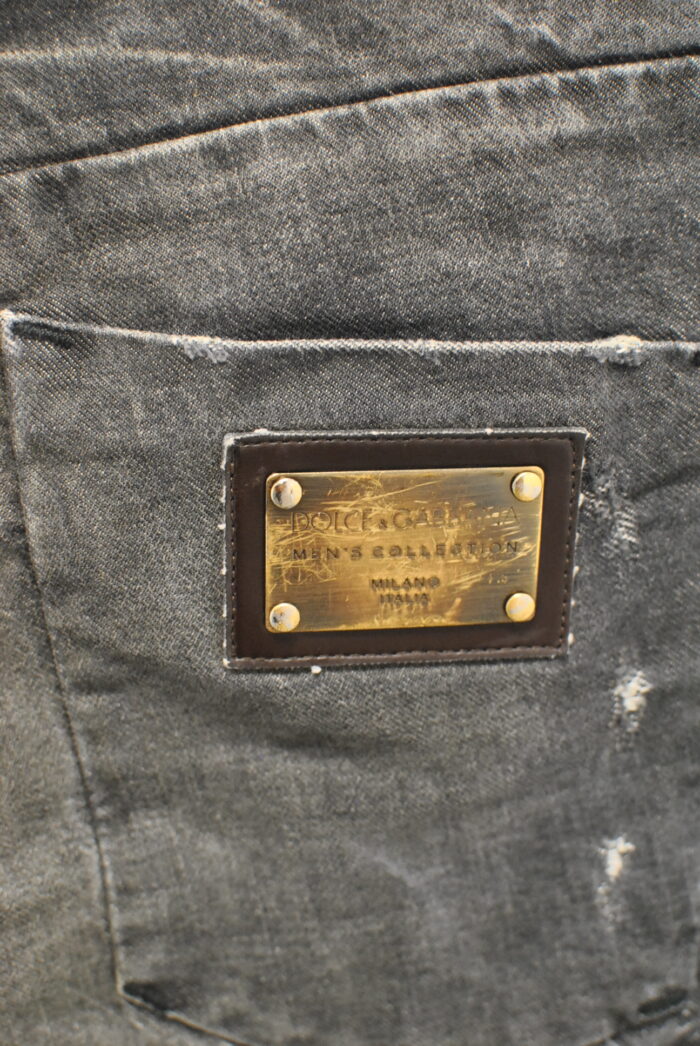 DOLCE & GABBANA
MEN'S COLLECTION
MILANO
ITALIA